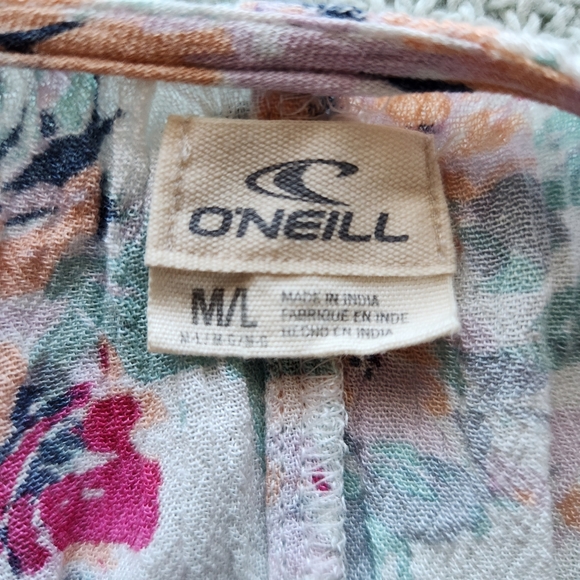 O'NEILL
M/L
M-L/M-G/M-G
MADE IN INDIA
FABRIQUÉ EN INDE
HECHO EN INDIA